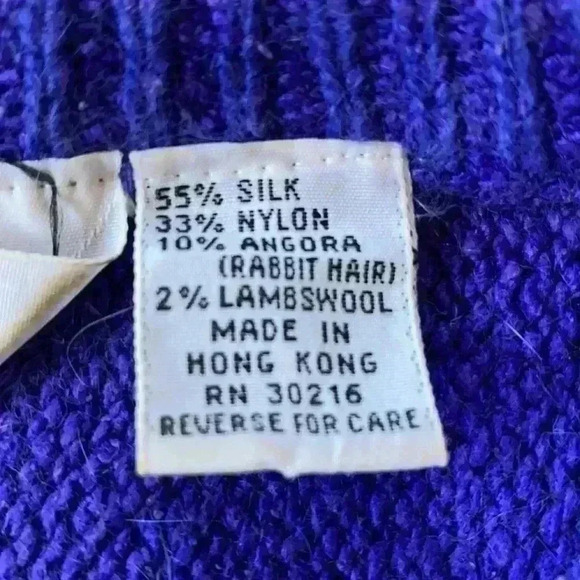 55% SILK
33% NYLON
10% ANGORA
(RABBIT HAIR)
2% LAMBSWOOL
MADE IN
HONG KONG
RN 30216
REVERSE FOR CARE